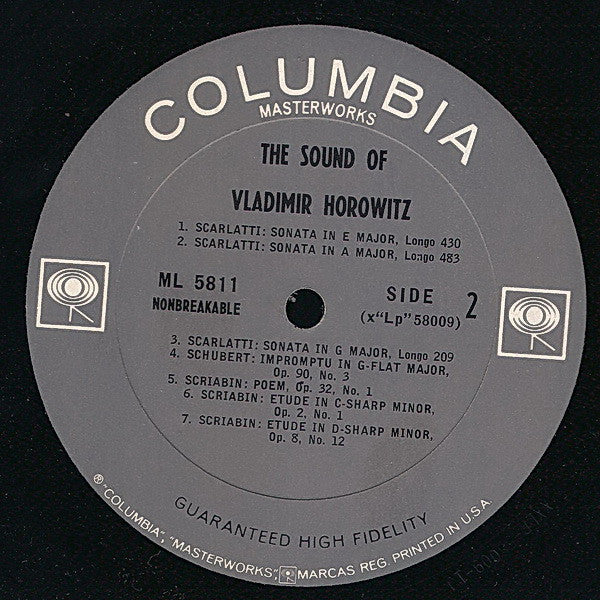 COLUMBIA
MASTERWORKS
THE SOUND OF
VLADIMIR HOROWITZ
1. SCARLATTI: SONATA IN E MAJOR, Longo 430
2. SCARLATTI: SONATA IN A MAJOR, Longo 483
ML 5811
NONBREAKABLE
SIDE 2
(x"Lp"58009)
3. SCARLATTI: SONATA IN G MAJOR, Longo 209
4. SCHUBERT: IMPROMPTU IN G-FLAT MAJOR,
Op. 90, No. 3
5. SCRIABIN: POEM, Op. 32, No. 1
6. SCRIABIN: ETUDE IN C-SHARP MINOR,
Op. 2, No. 1
7. SCRIABIN: ETUDE IN D-SHARP MINOR,
Op. 8, No. 12
GUARANTEED HIGH FIDELITY
® "COLUMBIA", "MASTERWORKS", MARCAS REG. PRINTED IN U.S.A.